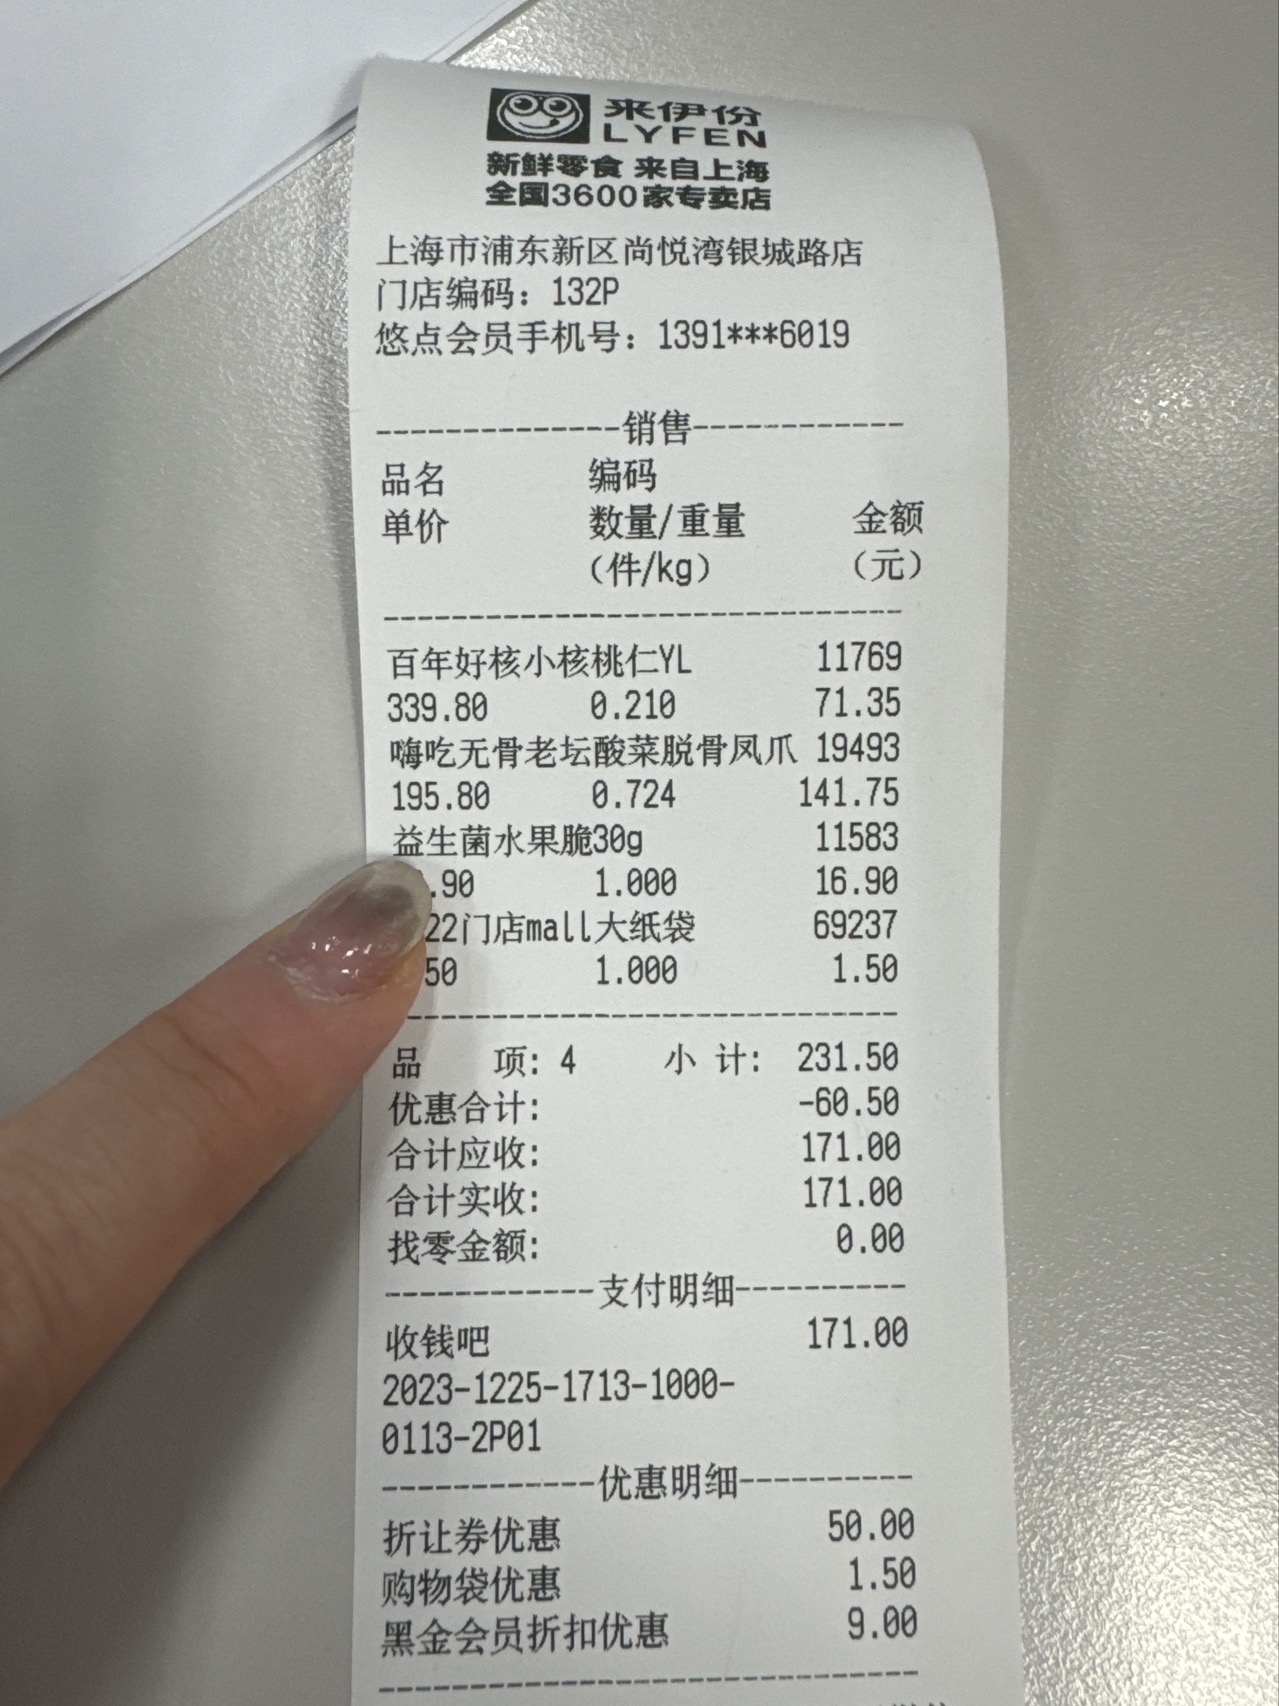 来伊份
LYFEN
新鲜零食 来自上海
全国3600家专卖店
上海市浦东新区尚悦湾银城路店
门店编码：132P
悠点会员手机号：1391***6019
--------------销售------------
品名 编码
单价 数量/重量 金额
（件/kg） （元）
------------------------------
百年好核小核桃仁YL 11769
339.80 0.210 71.35
嗨吃无骨老坛酸菜脱骨凤爪 19493
195.80 0.724 141.75
益生菌水果脆30g 11583
.90 1.000 16.90
22门店mall大纸袋 69237
50 1.000 1.50
-----------------------------
品 项: 4 小 计: 231.50
优惠合计: -60.50
合计应收: 171.00
合计实收: 171.00
找零金额: 0.00
------------支付明细----------
收钱吧 171.00
2023-1225-1713-1000-
0113-2P01
------------优惠明细----------
折让券优惠 50.00
购物袋优惠 1.50
黑金会员折扣优惠 9.00
-------------------------------